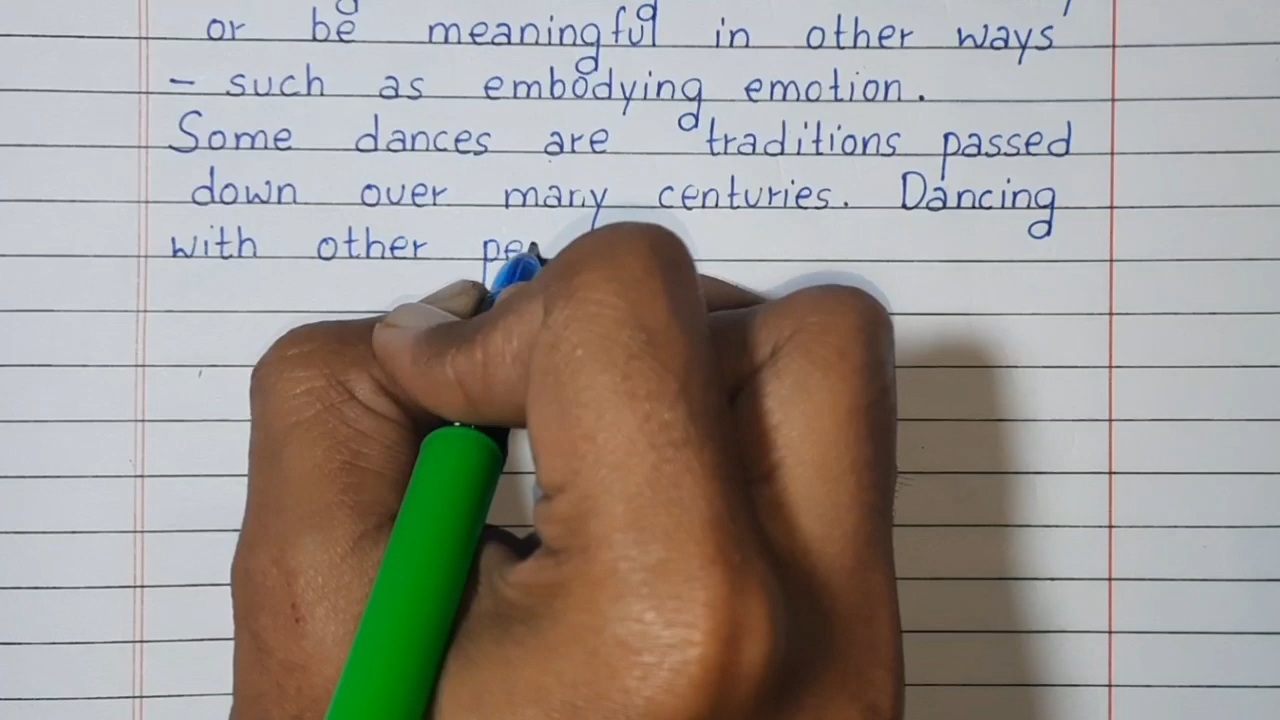 or be meaningful in other ways
- such as embodying emotion.
Some dances are traditions passed
down over many centuries. Dancing
with other pe